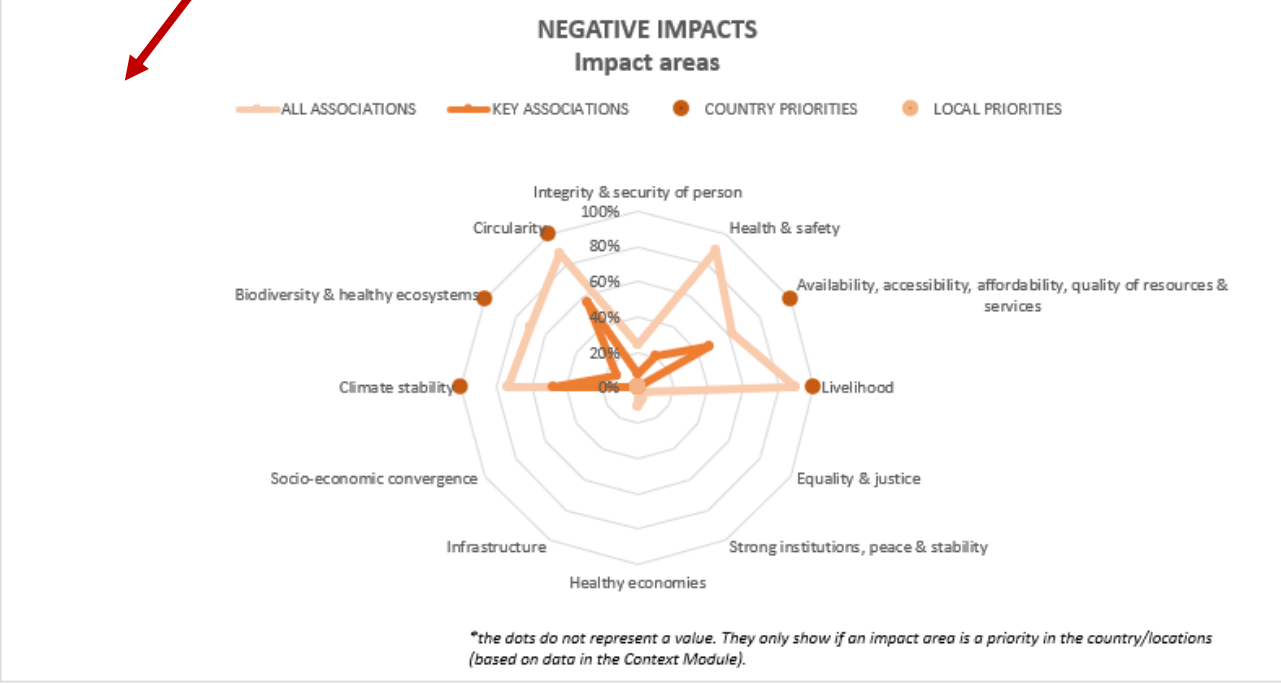 NEGATIVE IMPACTS
Impact areas
ALL ASSOCIATIONS KEY ASSOCIATIONS COUNTRY PRIORITIES LOCAL PRIORITIES
Integrity & security of person
100%
Circularity
Health & safety
80%
60%
Availability, accessibility, affordability, quality of resources &
services
Biodiversity & healthy ecosystems
40%
20%
Climate stability
0%
Livelihood
Socio-economic convergence
Equality & justice
Infrastructure
Strong institutions, peace & stability
Healthy economies
*the dots do not represent a value. They only show if an impact area is a priority in the country/locations
(based on data in the Context Module).